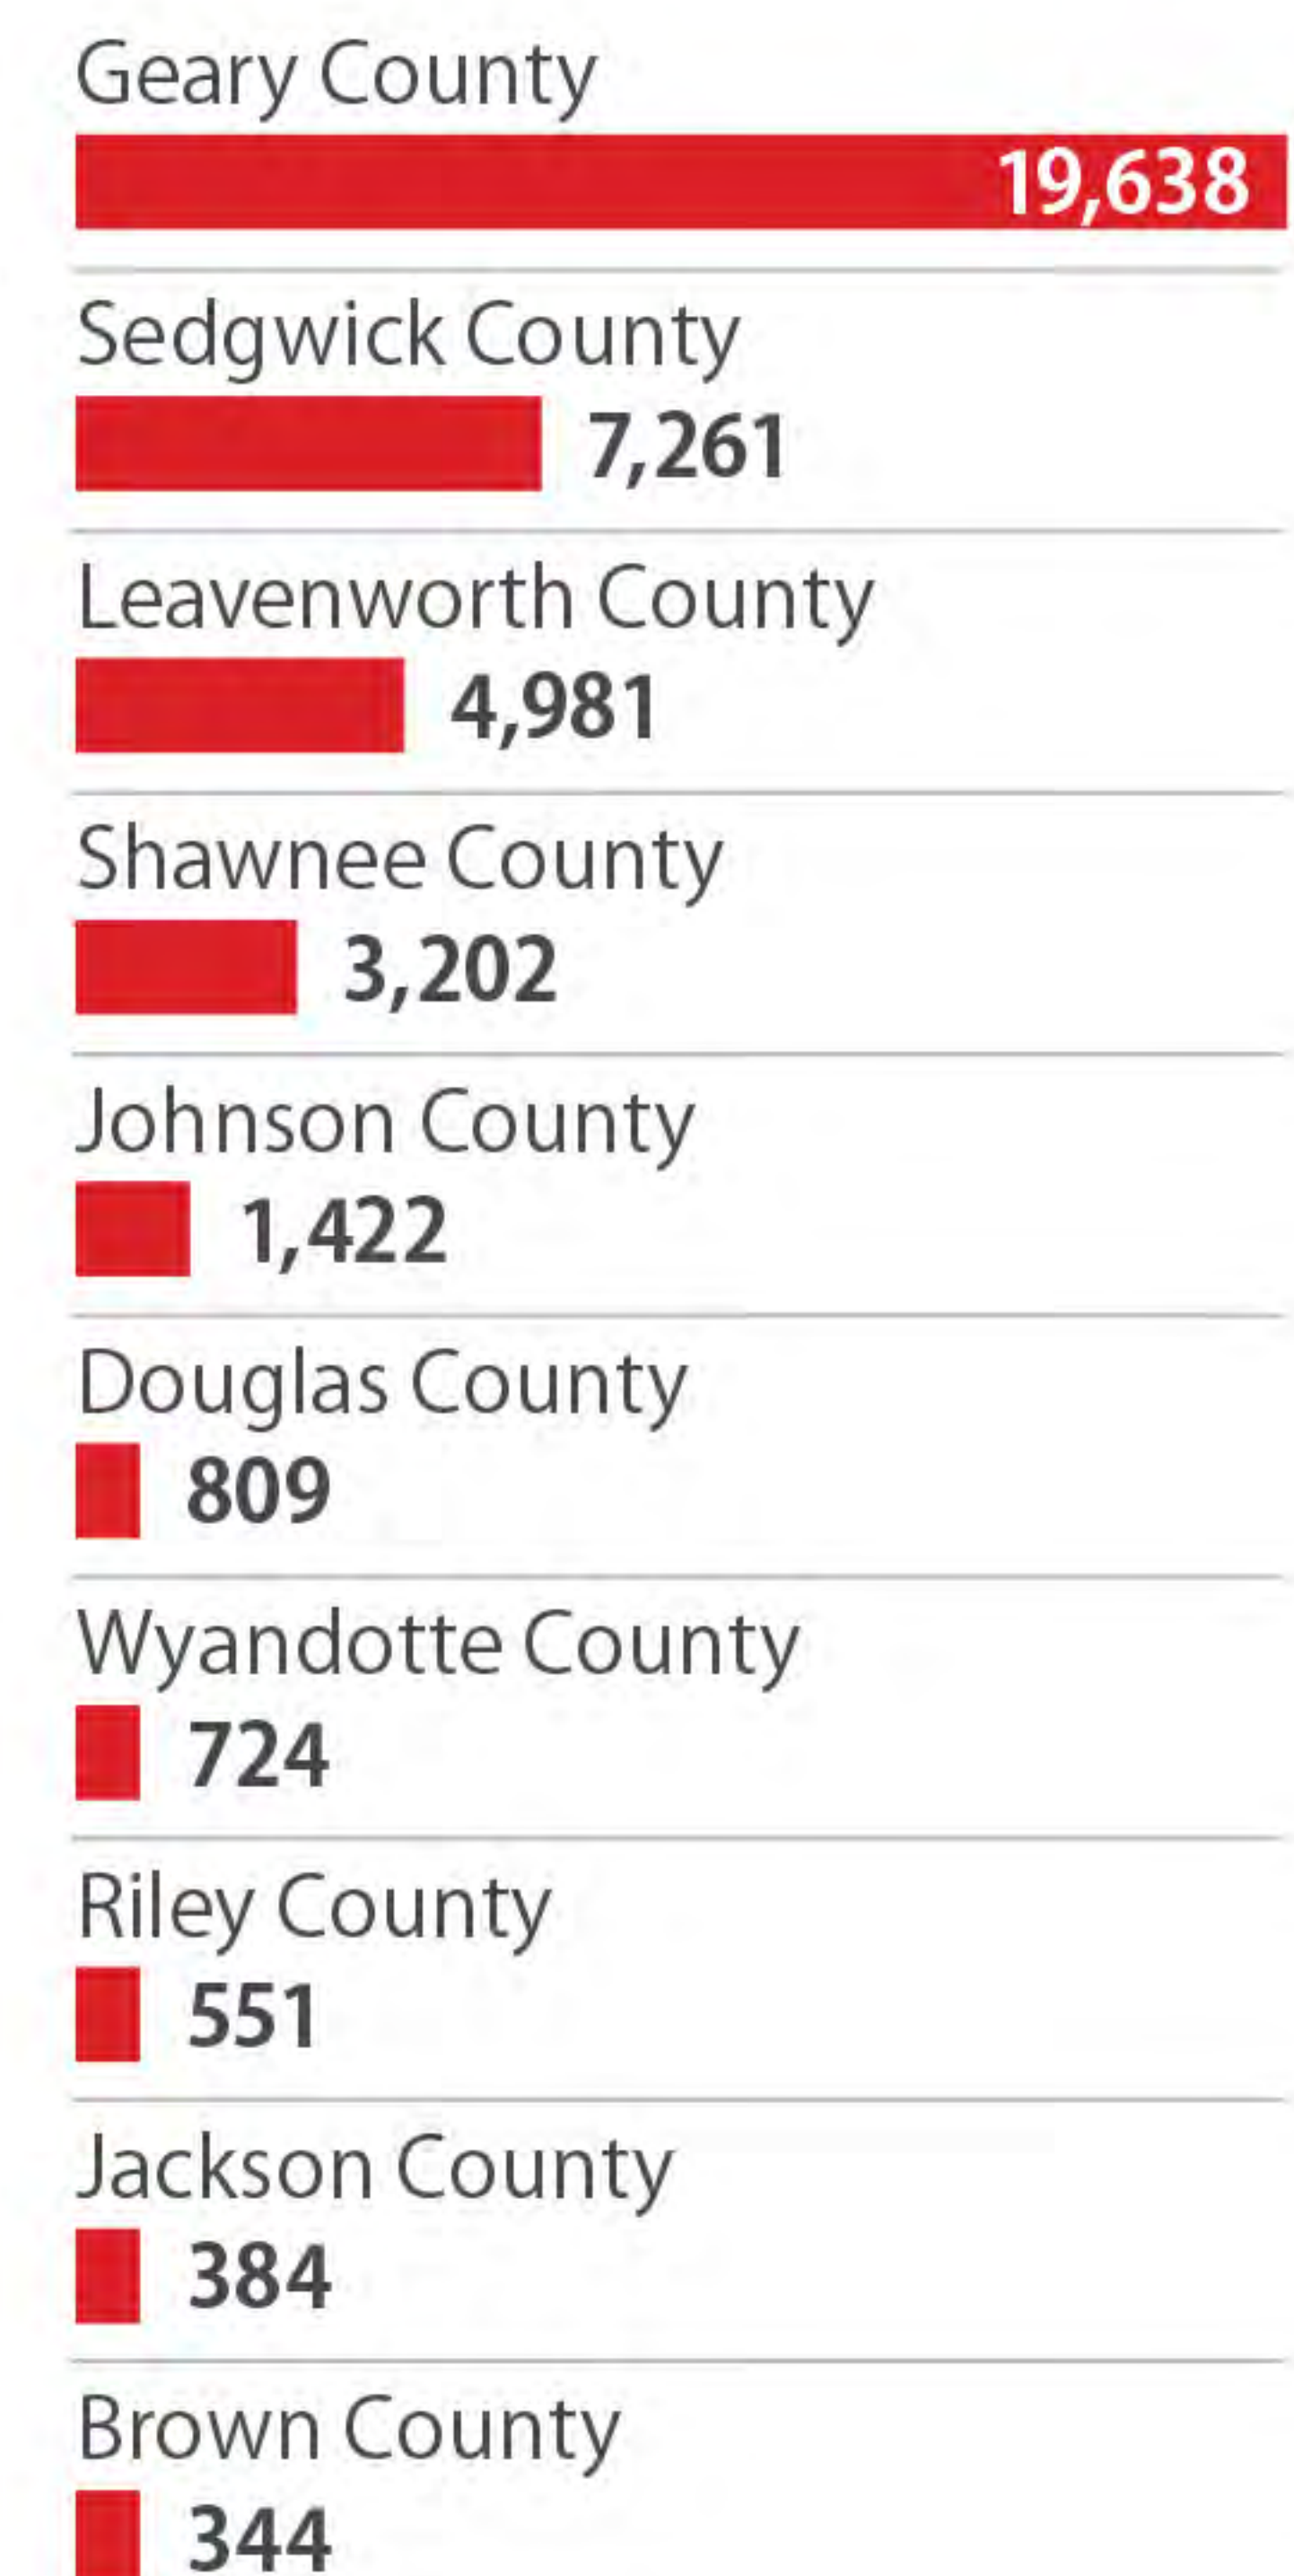 Geary County
19,638
Sedgwick County
7,261
Leavenworth County
4,981
Shawnee County
3,202
Johnson County
1,422
Douglas County
809
Wyandotte County
724
Riley County
551
Jackson County
384
Brown County
344